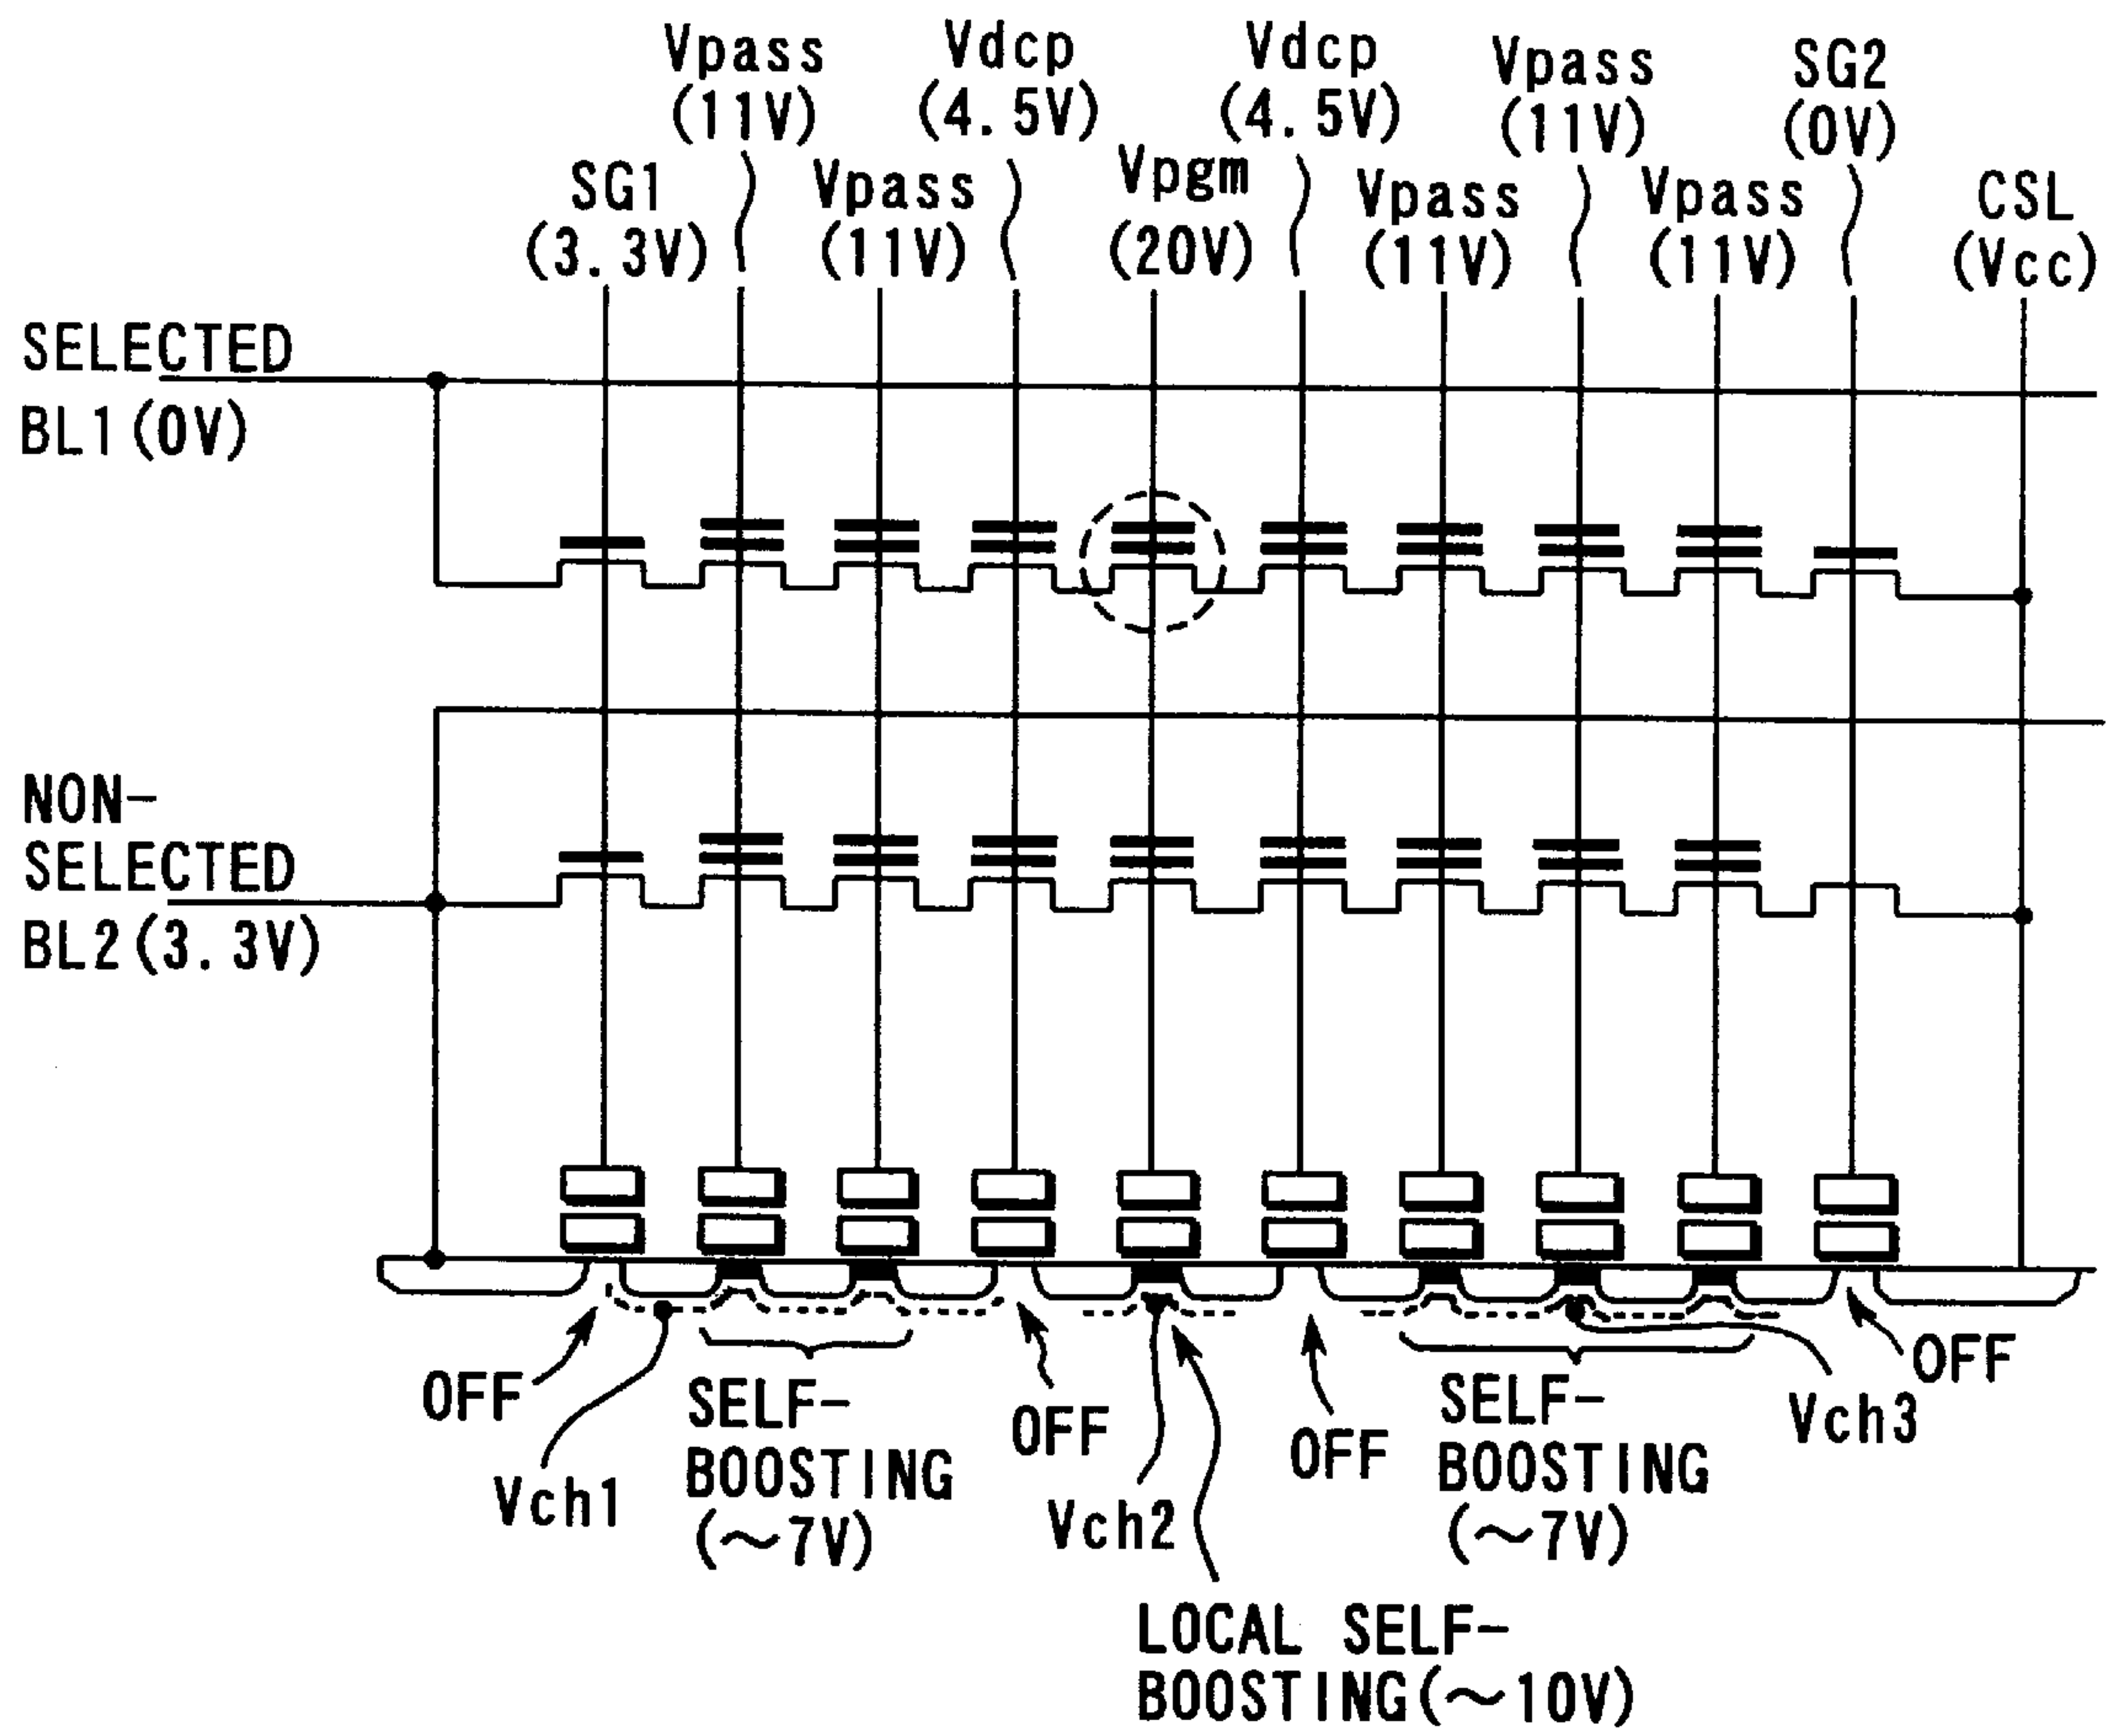 Vpass
(11V)
Vdcp
(4.5V)
Vdcp
(4.5V)
Vpass
(11V)
SG2
(0V)
SG1
(3.3V)
Vpass
(11V)
Vpgm
(20V)
Vpass
(11V)
Vpass
(11V)
CSL
(Vcc)
SELECTED
BL1(0V)
NON-
SELECTED
BL2(3.3V)
OFF
Vch1
SELF-
BOOSTING
(～7V)
OFF
Vch2
LOCAL SELF-
BOOSTING(～10V)
OFF
SELF-
BOOSTING
(～7V)
Vch3
OFF